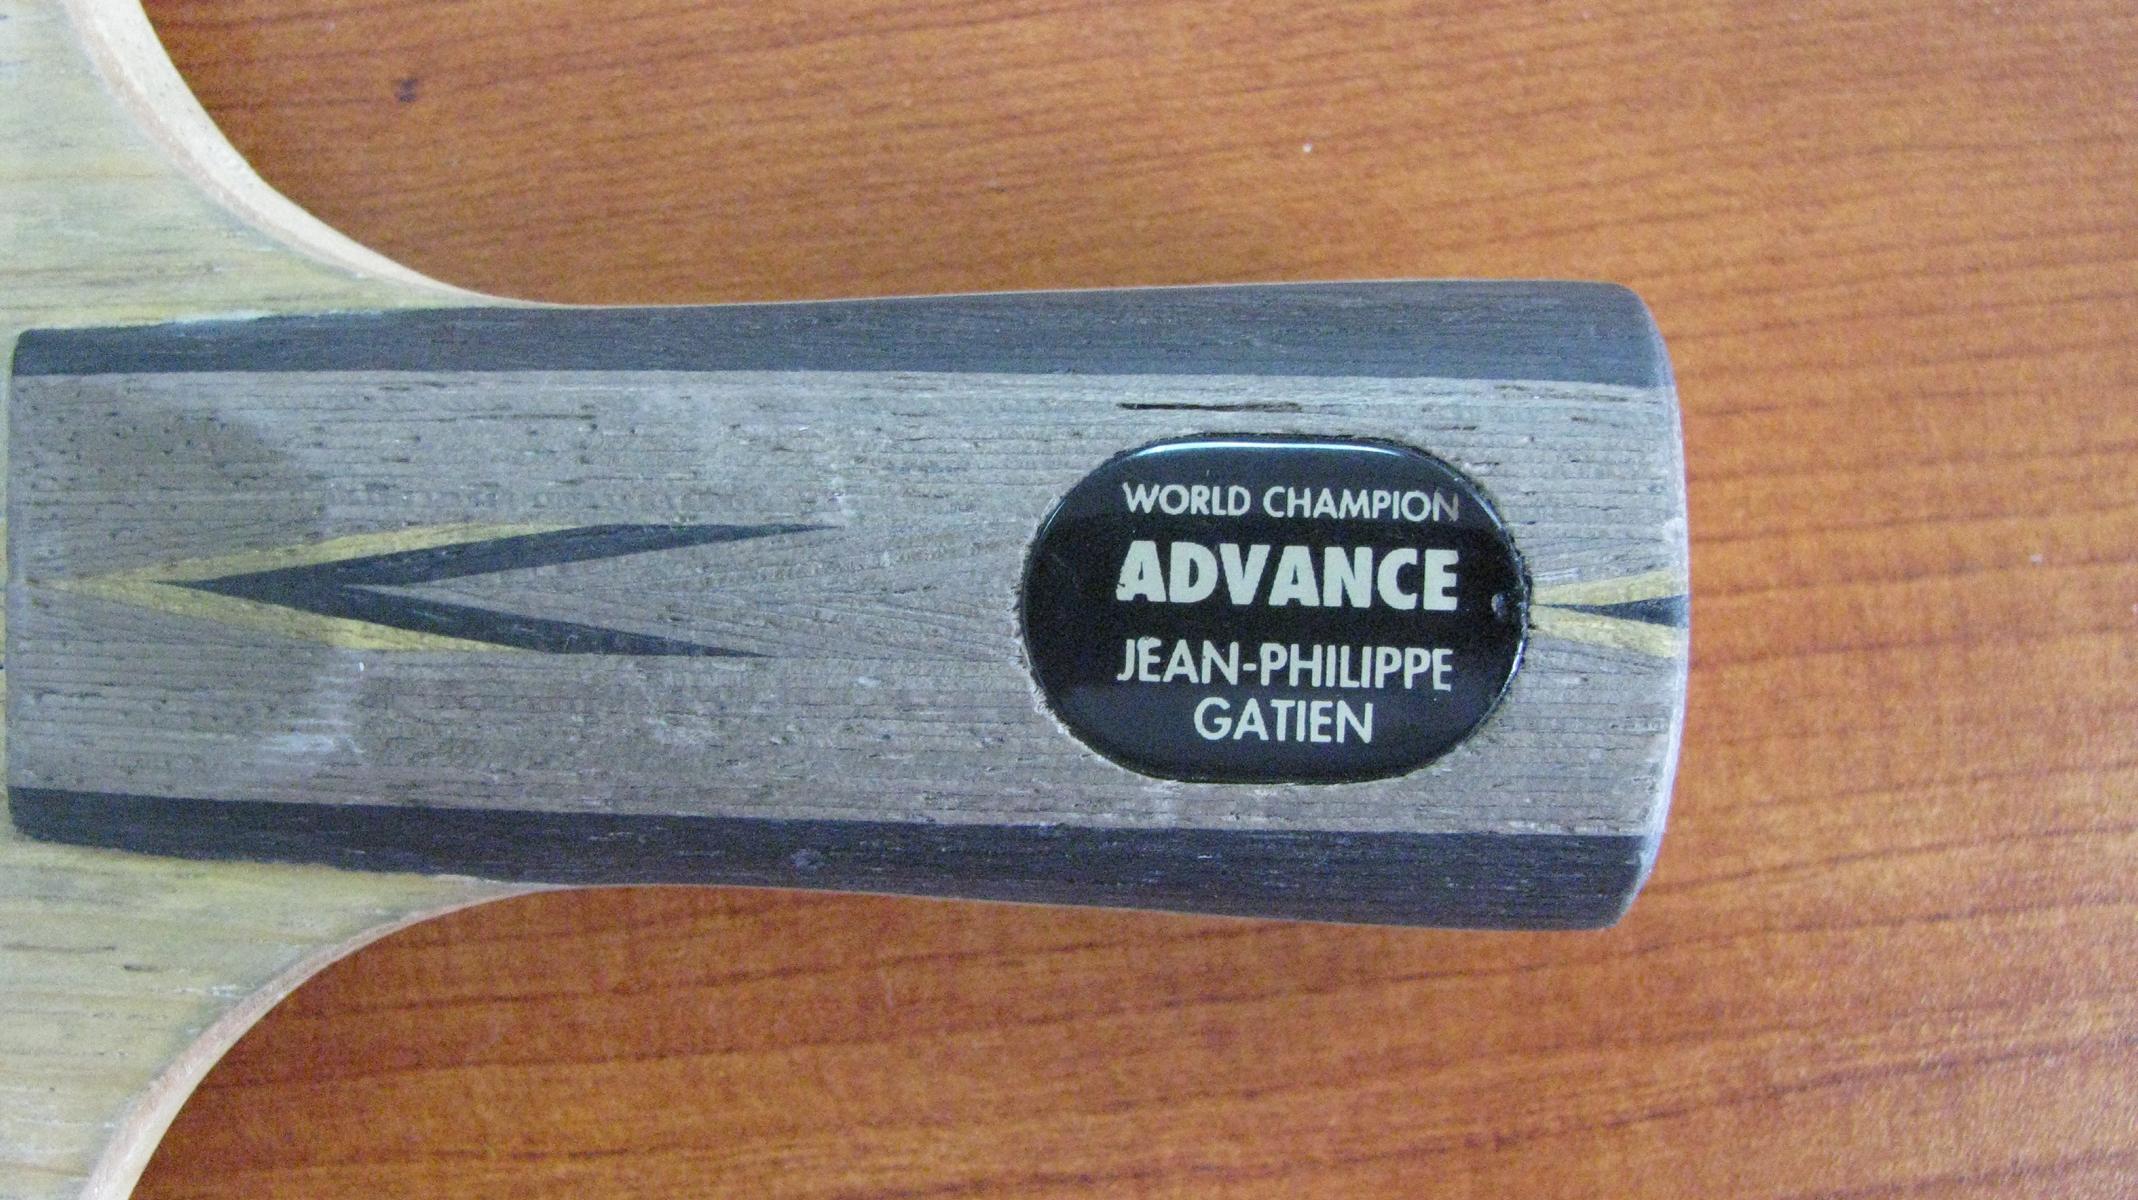 WORLD CHAMPION
ADVANCE
JEAN-PHILIPPE
GATIEN